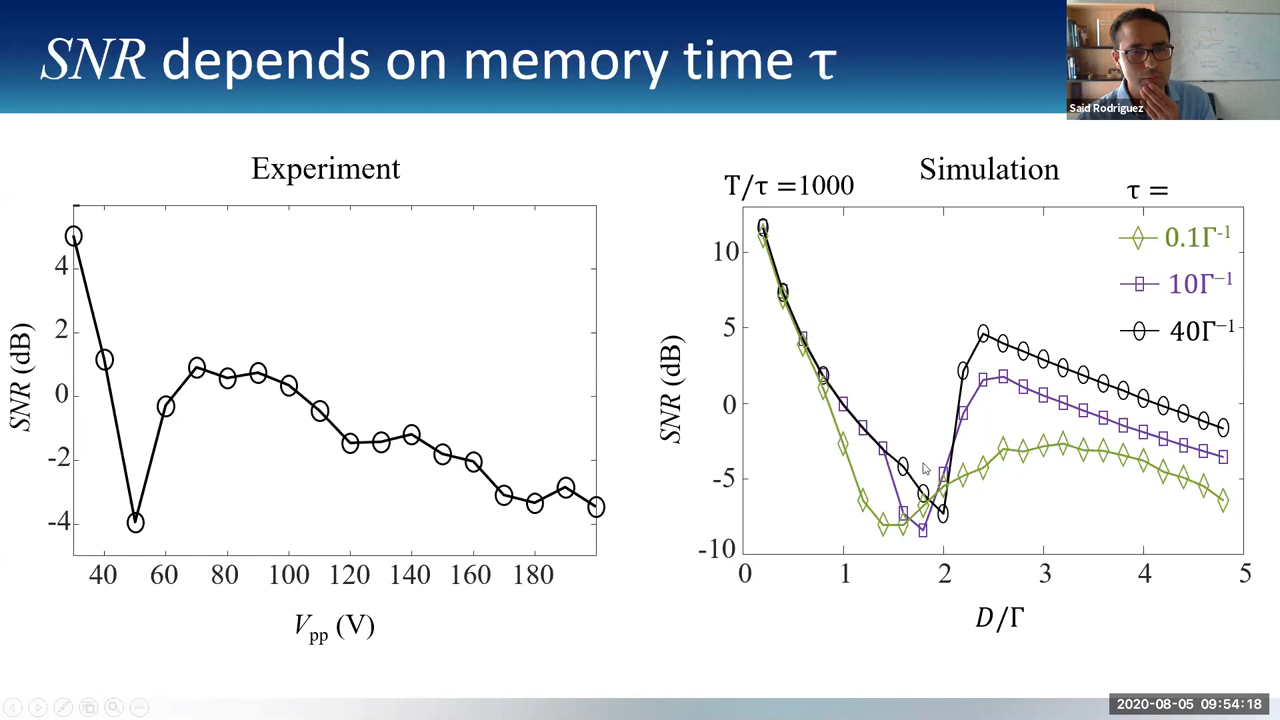 SNR depends on memory time τ
Said Rodriguez
Experiment
SNR (dB)
4
2
0
-2
-4
40 60 80 100 120 140 160 180
Vpp (V)
Simulation
T/τ =1000
τ =
0.1Γ-1
10Γ−1
40Γ−1
SNR (dB)
10
5
0
-5
-10
0 1 2 3 4 5
D/Γ
2020-08-05 09:54:18